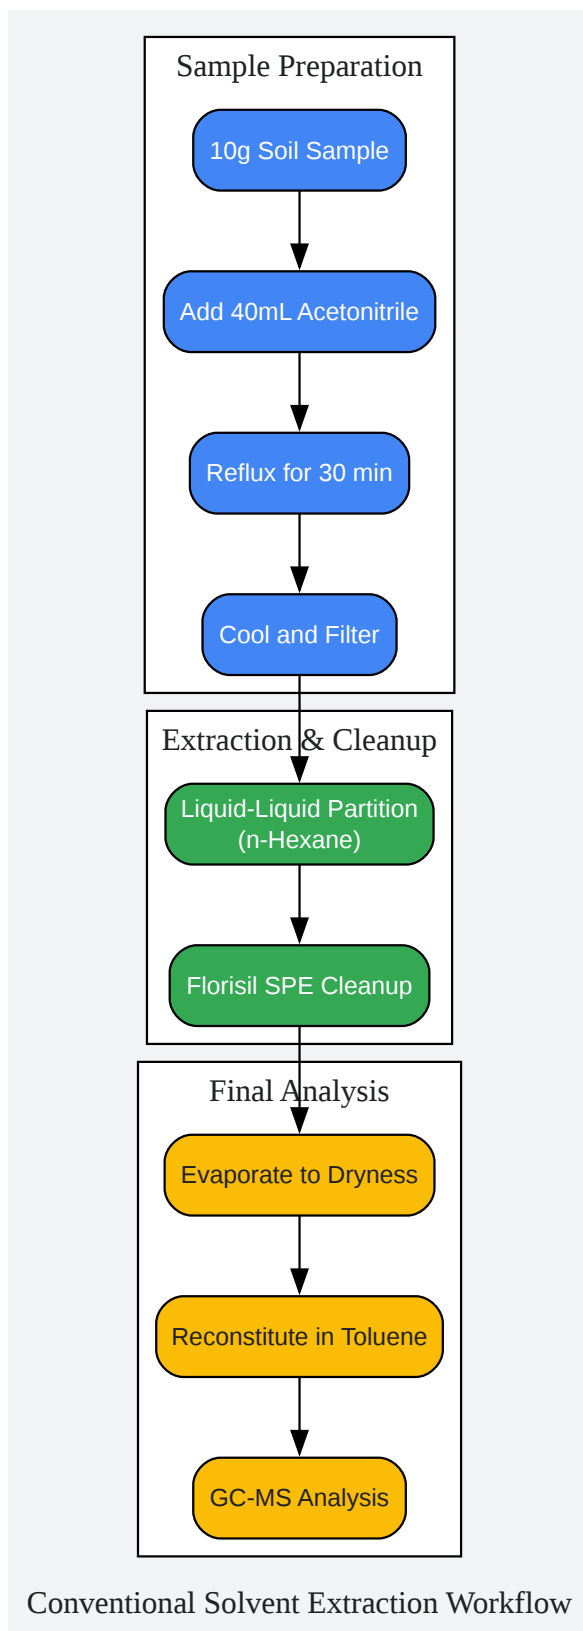 Sample Preparation
10g Soil Sample
Add 40mL Acetonitrile
Reflux for 30 min
Cool and Filter
Extraction & Cleanup
Liquid-Liquid Partition
(n-Hexane)
Florisil SPE Cleanup
Final Analysis
Evaporate to Dryness
Reconstitute in Toluene
GC-MS Analysis
Conventional Solvent Extraction Workflow